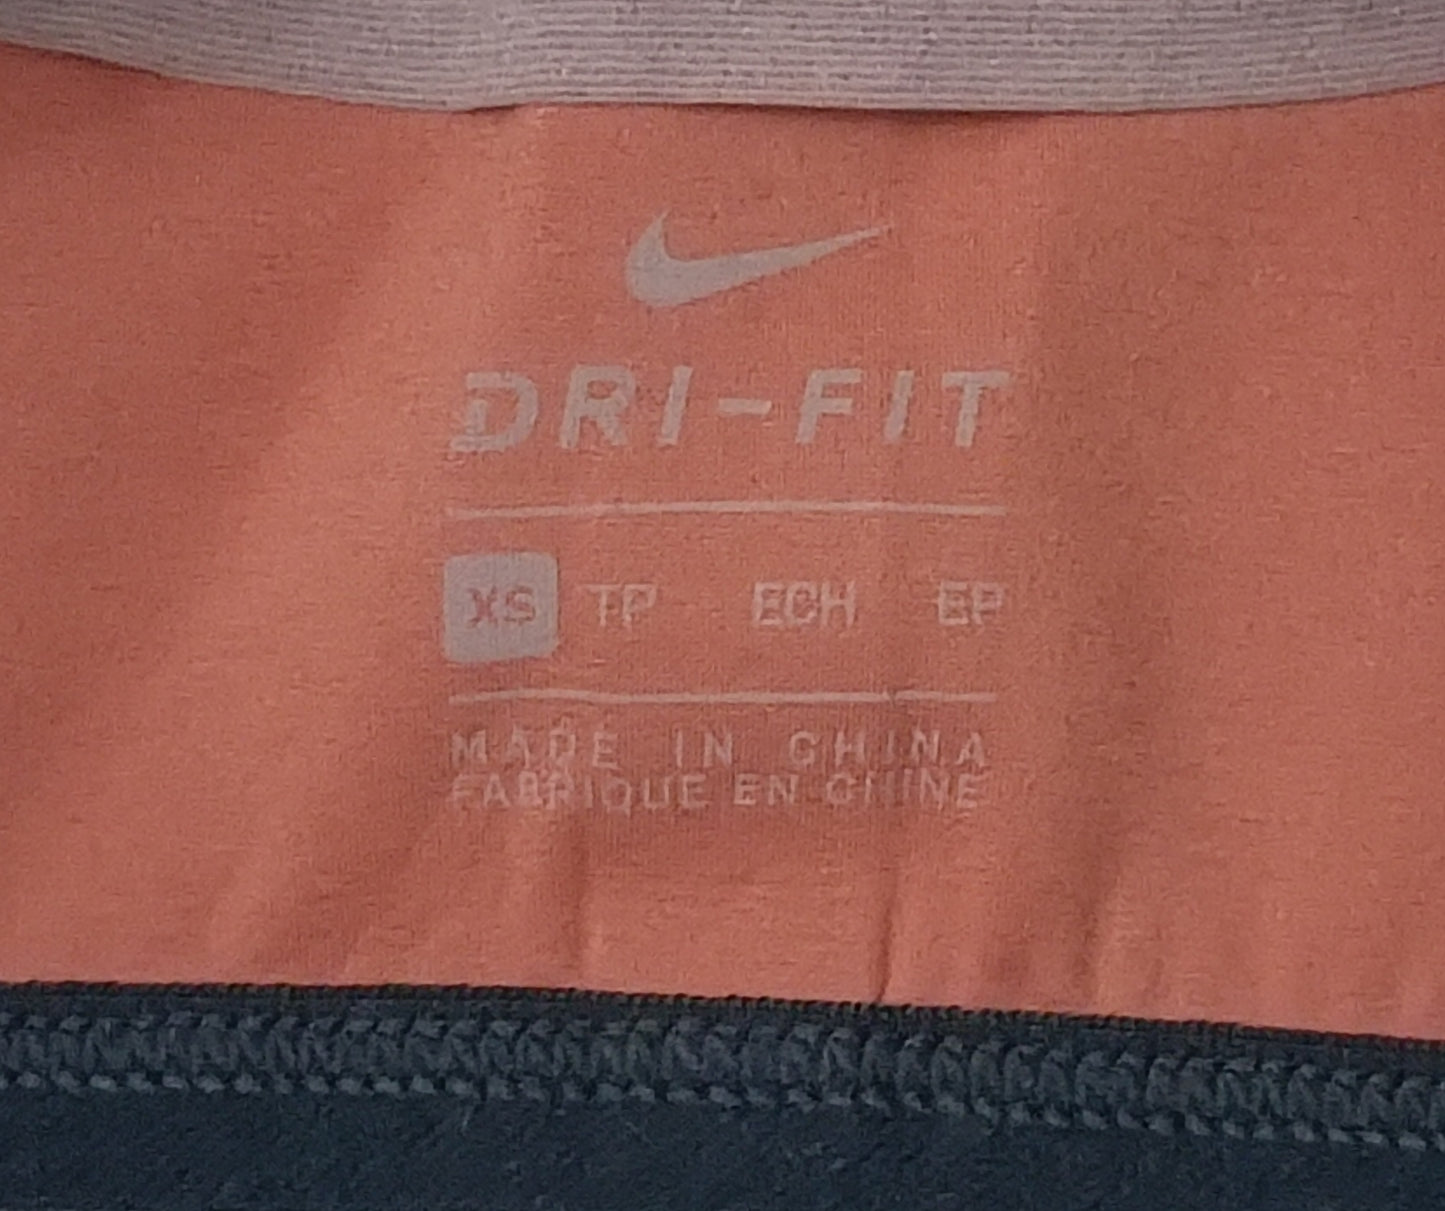 DRI-FIT
XS TP ECH EP
MADE IN CHINA
FABRIQUE EN CHINE